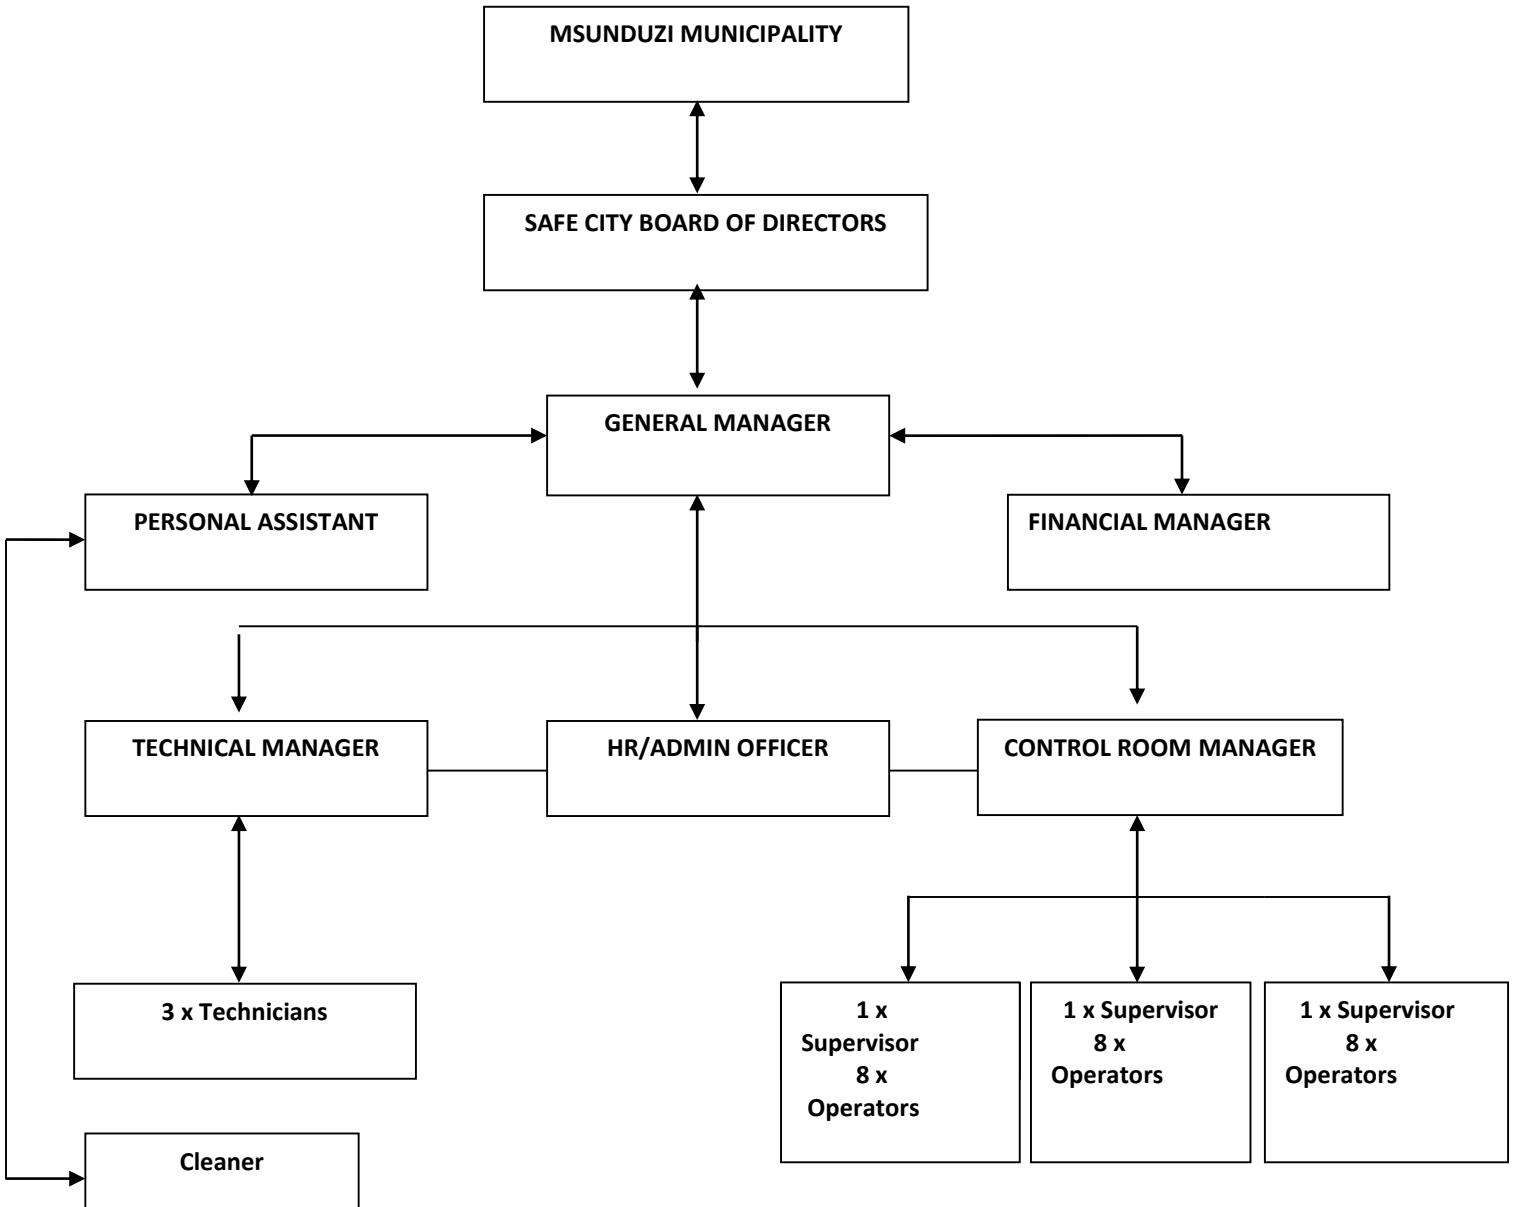 MSUNDUZI MUNICIPALITY
SAFE CITY BOARD OF DIRECTORS
GENERAL MANAGER
PERSONAL ASSISTANT
FINANCIAL MANAGER
TECHNICAL MANAGER
HR/ADMIN OFFICER
CONTROL ROOM MANAGER
3 x Technicians
1 x
Supervisor
8 x
Operators
1 x Supervisor
8 x
Operators
1 x Supervisor
8 x
Operators
Cleaner